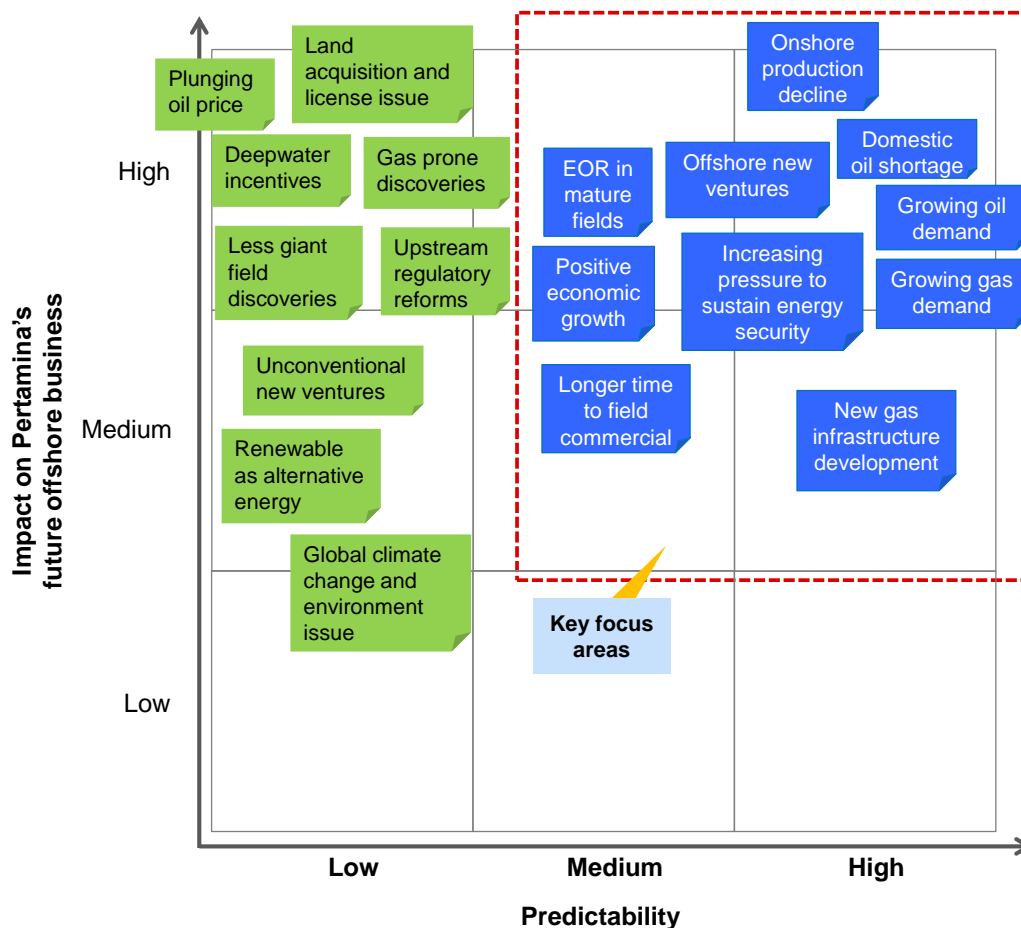 Impact on Pertamina's
future offshore business
High
Medium
Low
Plunging
oil price
Land
acquisition and
license issue
Deepwater
incentives
Gas prone
discoveries
Less giant
field
discoveries
Upstream
regulatory
reforms
Unconventional
new ventures
Renewable
as alternative
energy
Global climate
change and
environment
issue
Onshore
production
decline
Domestic
oil shortage
EOR in
mature
fields
Offshore new
ventures
Growing oil
demand
Positive
economic
growth
Increasing
pressure to
sustain energy
security
Growing gas
demand
Longer time
to field
commercial
New gas
infrastructure
development
Key focus
areas
Low
Medium
High
Predictability